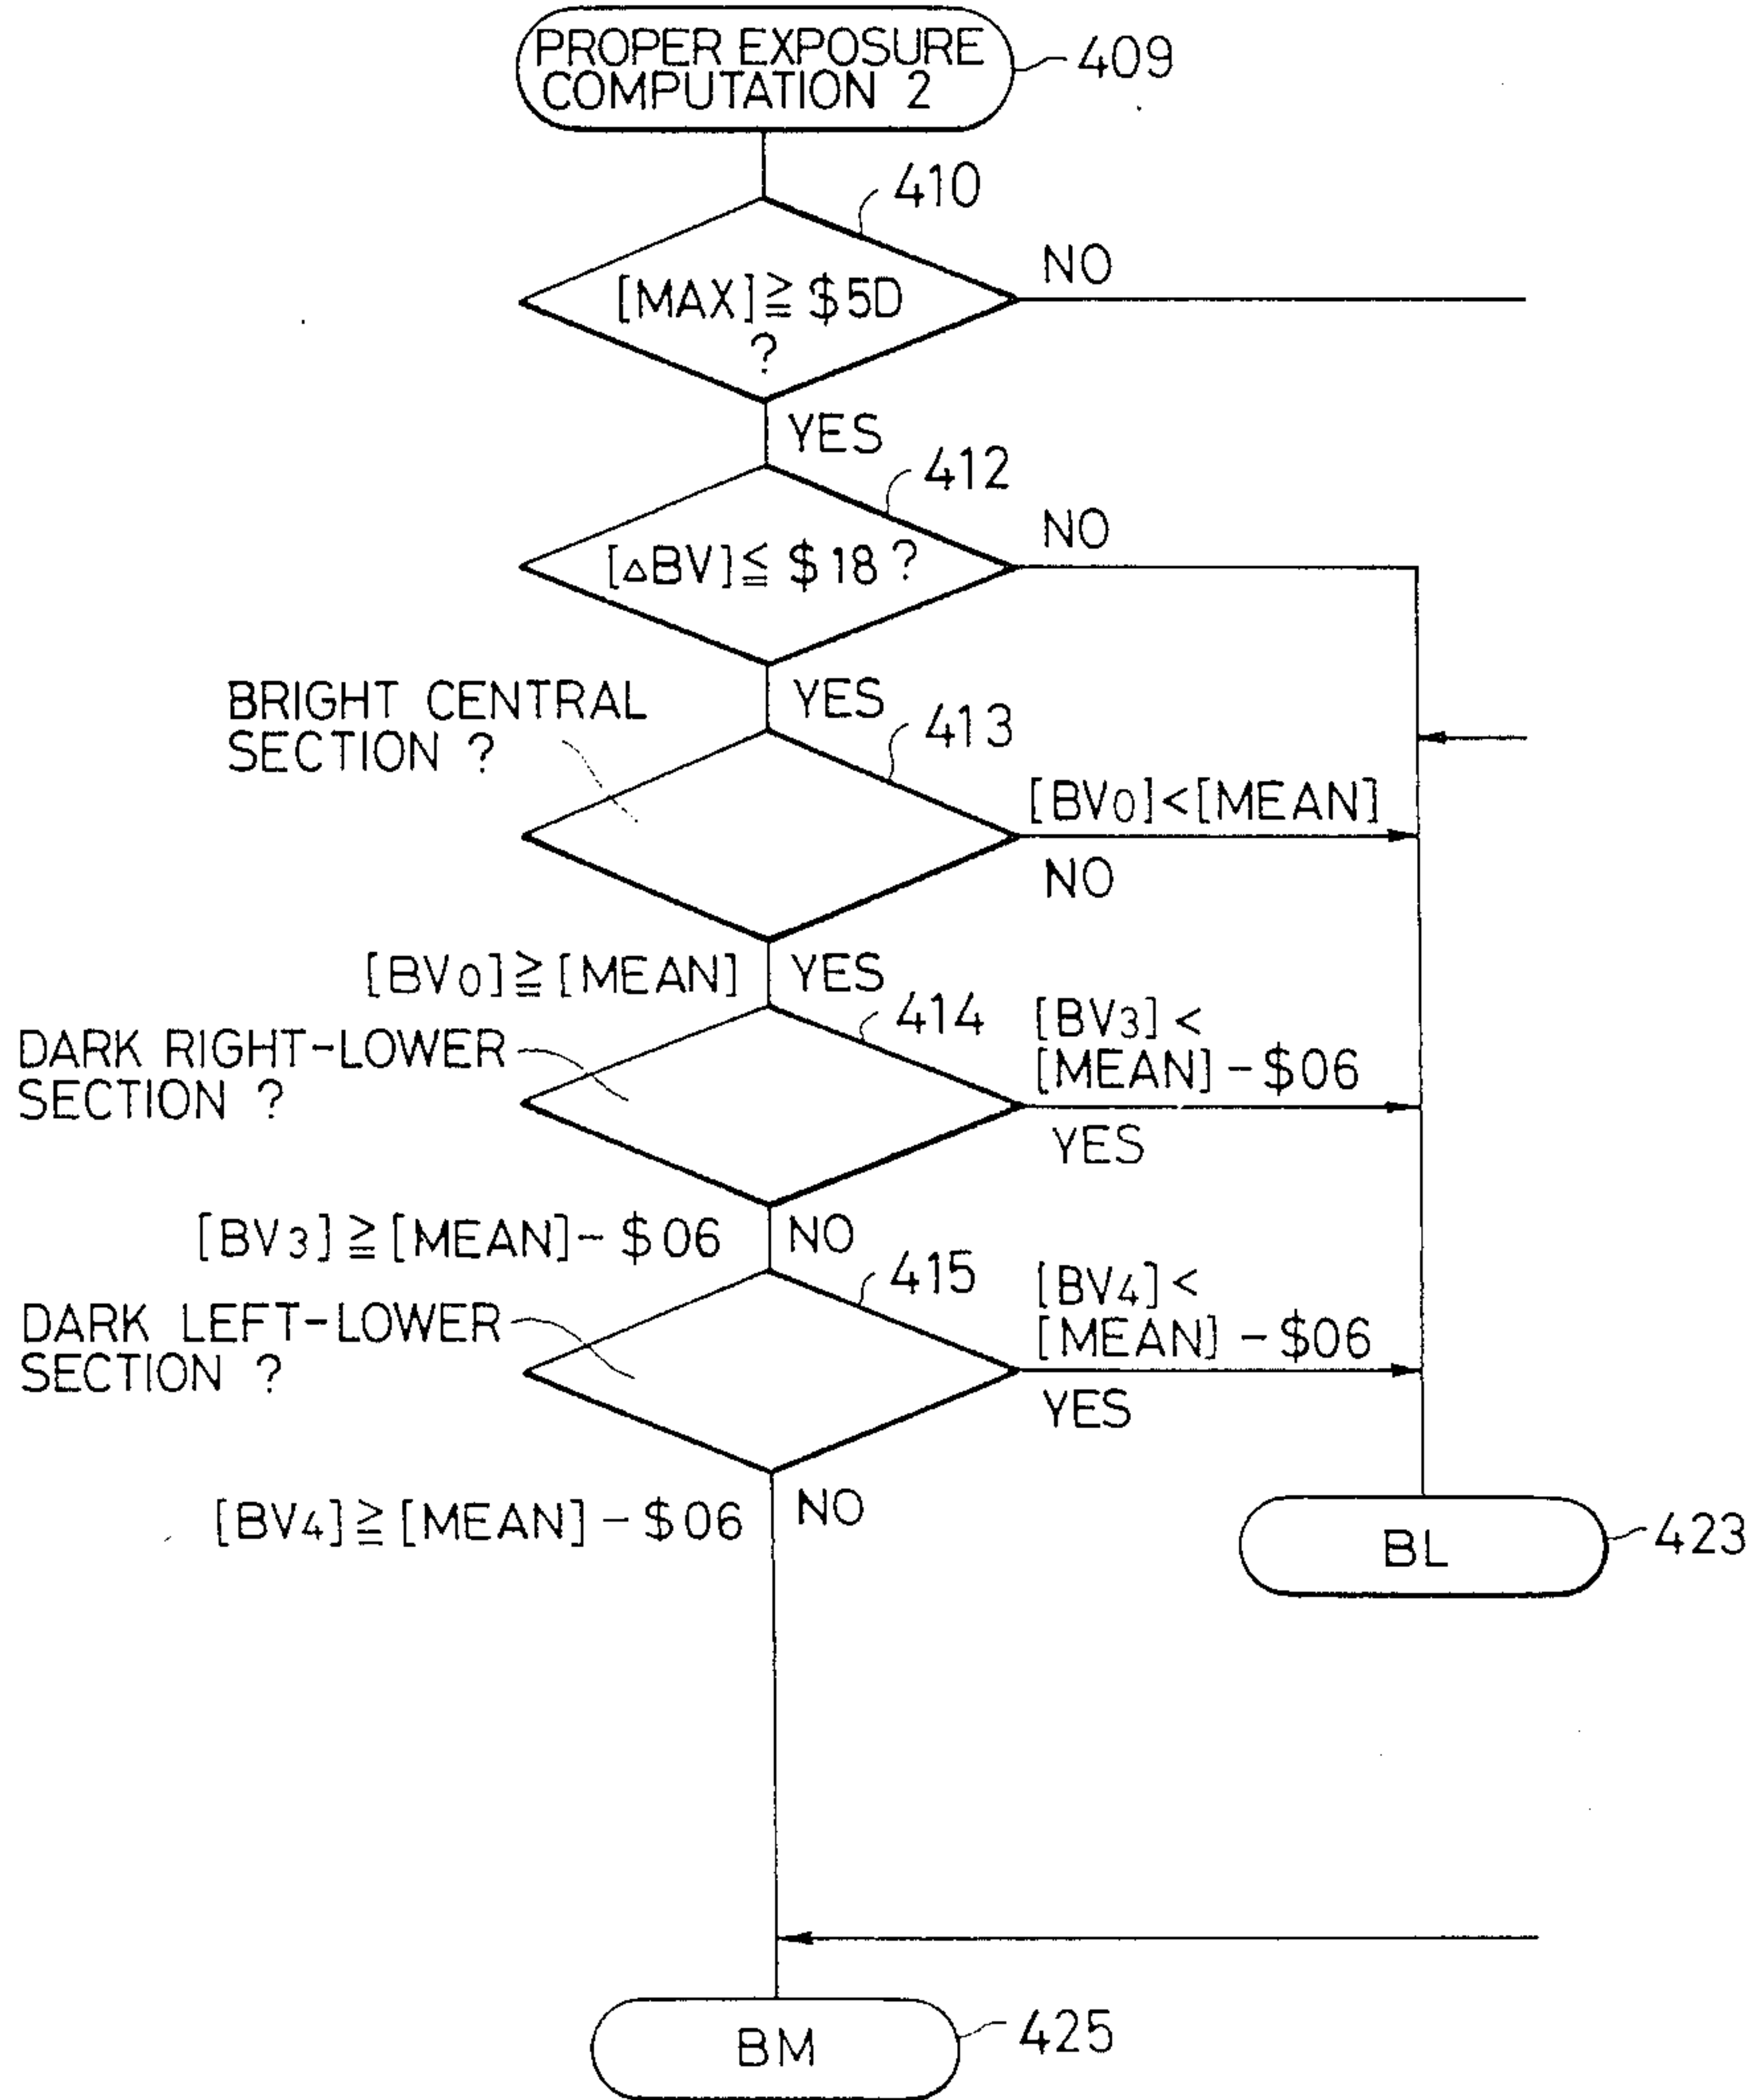 PROPER EXPOSURE
COMPUTATION 2
409
410
[MAX]≧$5D
?
NO
YES
412
[△BV]≦$18?
NO
YES
BRIGHT CENTRAL
SECTION ?
413
[BV0]<[MEAN]
NO
[BV0]≧[MEAN]
YES
414
DARK RIGHT-LOWER
SECTION ?
[BV3]<
[MEAN]-$06
YES
[BV3]≧[MEAN]-$06
NO
415
DARK LEFT-LOWER
SECTION ?
[BV4]<
[MEAN]-$06
YES
[BV4]≧[MEAN]-$06
NO
BL
423
BM
425